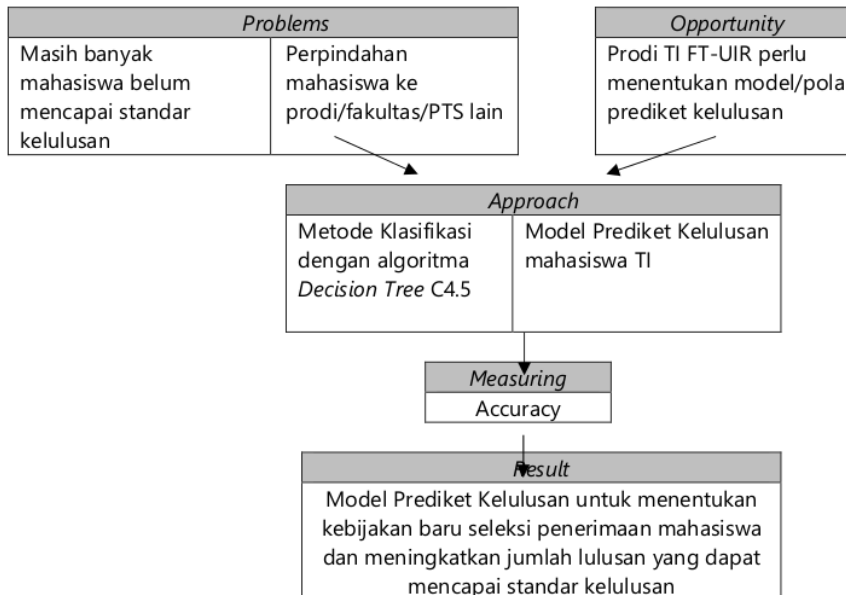 Problems
Masih banyak
mahasiswa belum
mencapai standar
kelulusan
Perpindahan
mahasiswa ke
prodi/fakultas/PTS lain
Opportunity
Prodi TI FT-UIR perlu
menentukan model/pola
prediket kelulusan
Approach
Metode Klasifikasi
dengan algoritma
Decision Tree C4.5
Model Prediket Kelulusan
mahasiswa TI
Measuring
Accuracy
Result
Model Prediket Kelulusan untuk menentukan
kebijakan baru seleksi penerimaan mahasiswa
dan meningkatkan jumlah lulusan yang dapat
mencapai standar kelulusan